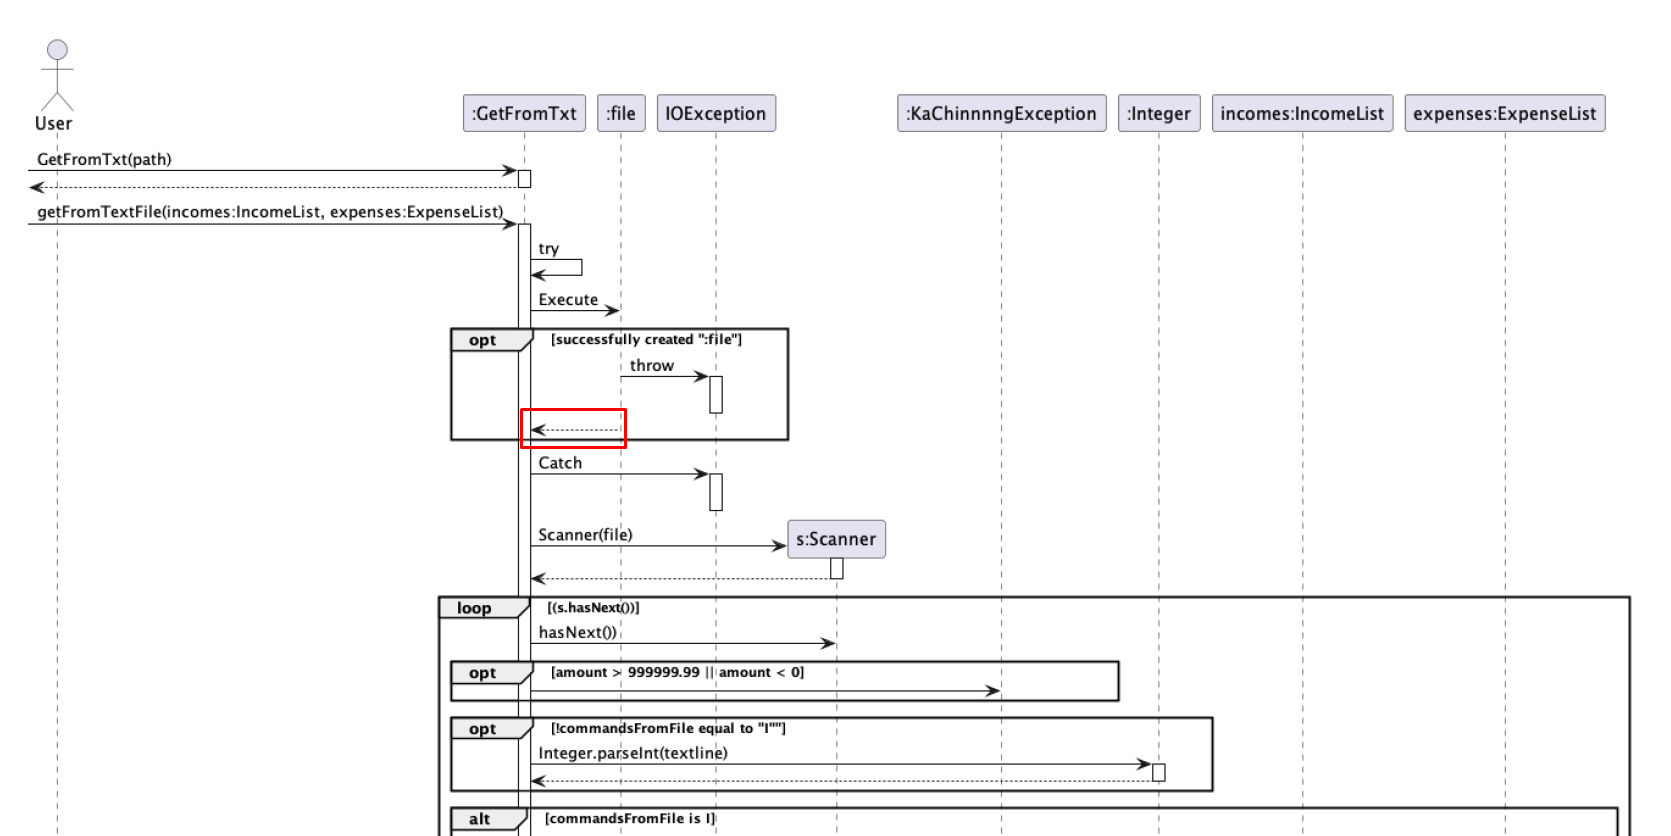 User
:GetFromTxt
:file
IOException
:KaChinnnngException
:Integer
incomes:IncomeList
expenses:ExpenseList
GetFromTxt(path)
getFromTextFile(incomes:IncomeList, expenses:ExpenseList)
try
Execute
opt
[successfully created ":file"]
throw
Catch
Scanner(file)
s:Scanner
loop
[(s.hasNext())]
hasNext())
opt
[amount > 999999.99 || amount < 0]
opt
[!commandsFromFile equal to "I""]
Integer.parseInt(textline)
alt
[commandsFromFile is I]